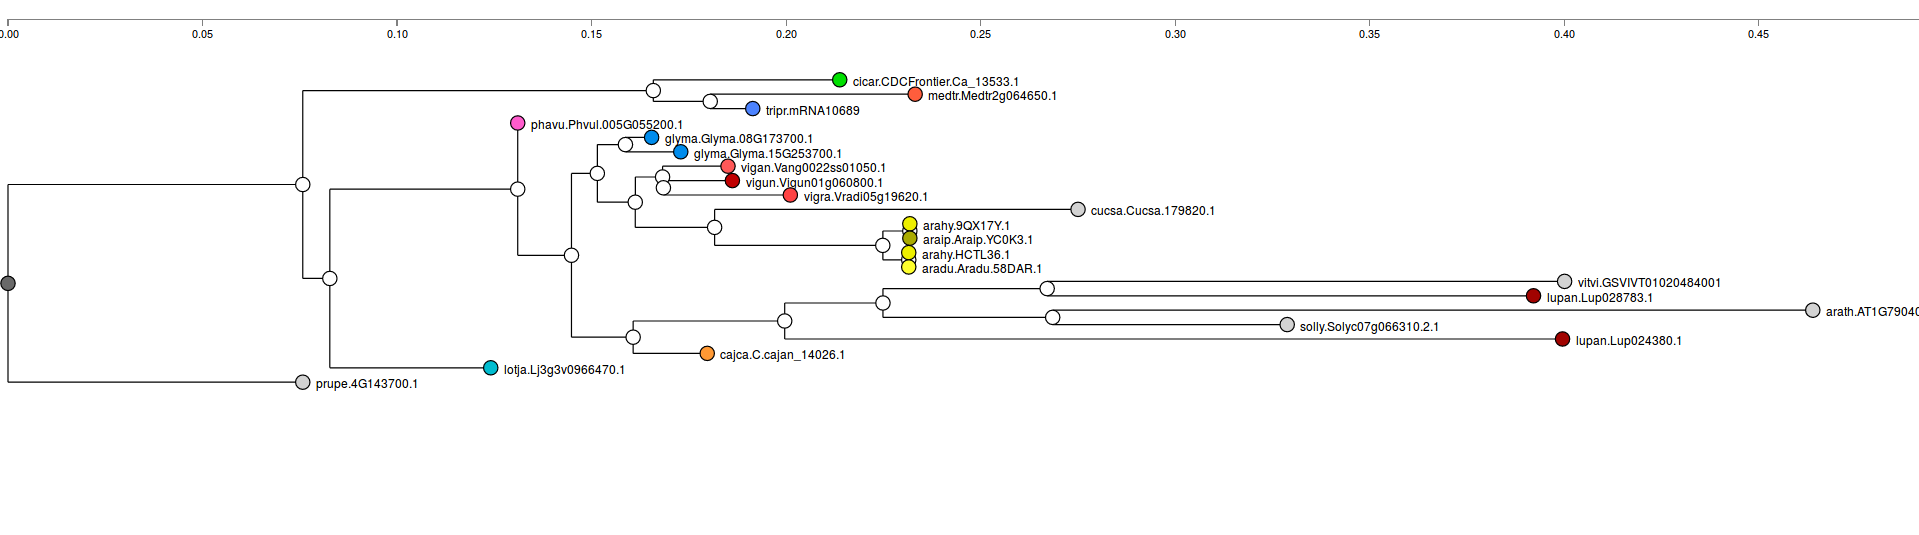 0.00 0.05 0.10 0.15 0.20 0.25 0.30 0.35 0.40 0.45
cicar.CDCFrontier.Ca_13533.1
medtr.Medtr2g064650.1
tripr.mRNA10689
phavu.Phvul.005G055200.1
glyma.Glyma.08G173700.1
glyma.Glyma.15G253700.1
vigan.Vang0022ss01050.1
vigun.Vigun01g060800.1
vigra.Vradi05g19620.1
cucsa.Cucsa.179820.1
arahy.9QX17Y.1
araip.Araip.YC0K3.1
arahy.HCTL36.1
aradu.Aradu.58DAR.1
vitvi.GSVIVT01020484001
lupan.Lup028783.1
arath.AT1G79040
solly.Solyc07g066310.2.1
lupan.Lup024380.1
cajca.C.cajan_14026.1
lotja.Lj3g3v0966470.1
prupe.4G143700.1